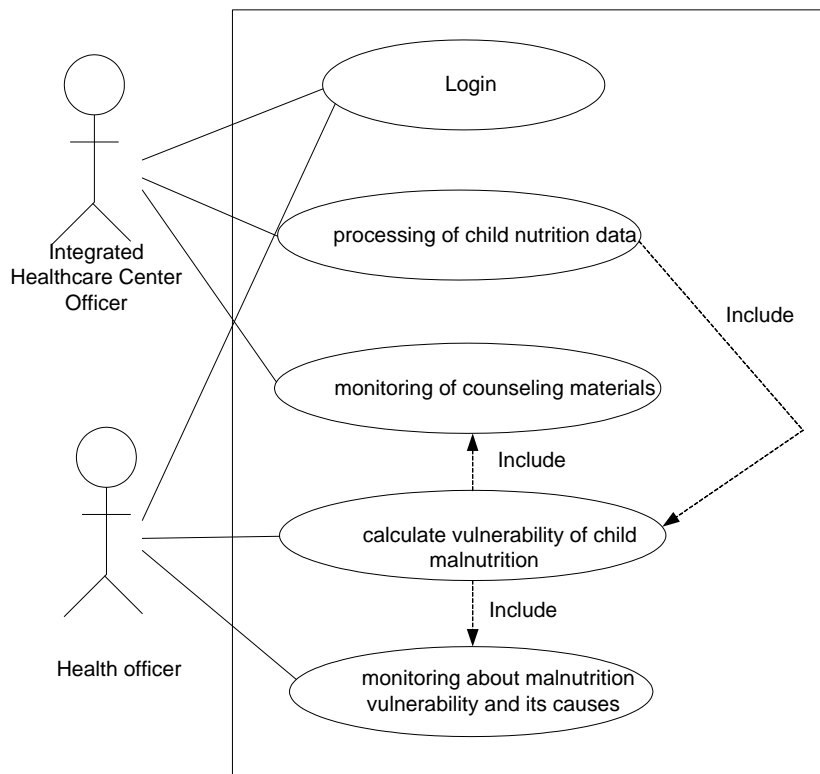 Login
Integrated
Healthcare Center
Officer
processing of child nutrition data
Include
monitoring of counseling materials
Include
calculate vulnerability of child
malnutrition
Include
Health officer
monitoring about malnutrition
vulnerability and its causes